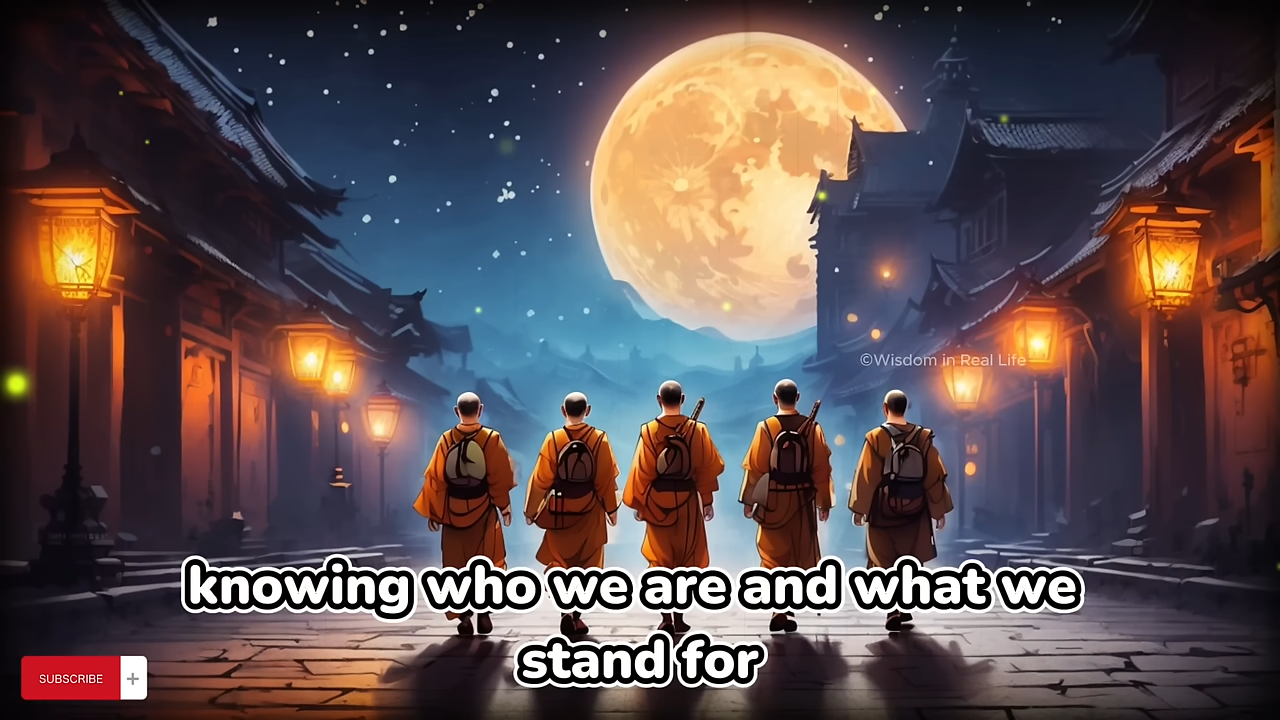 ©Wisdom in Real Life
knowing who we are and what we
stand for
SUBSCRIBE +